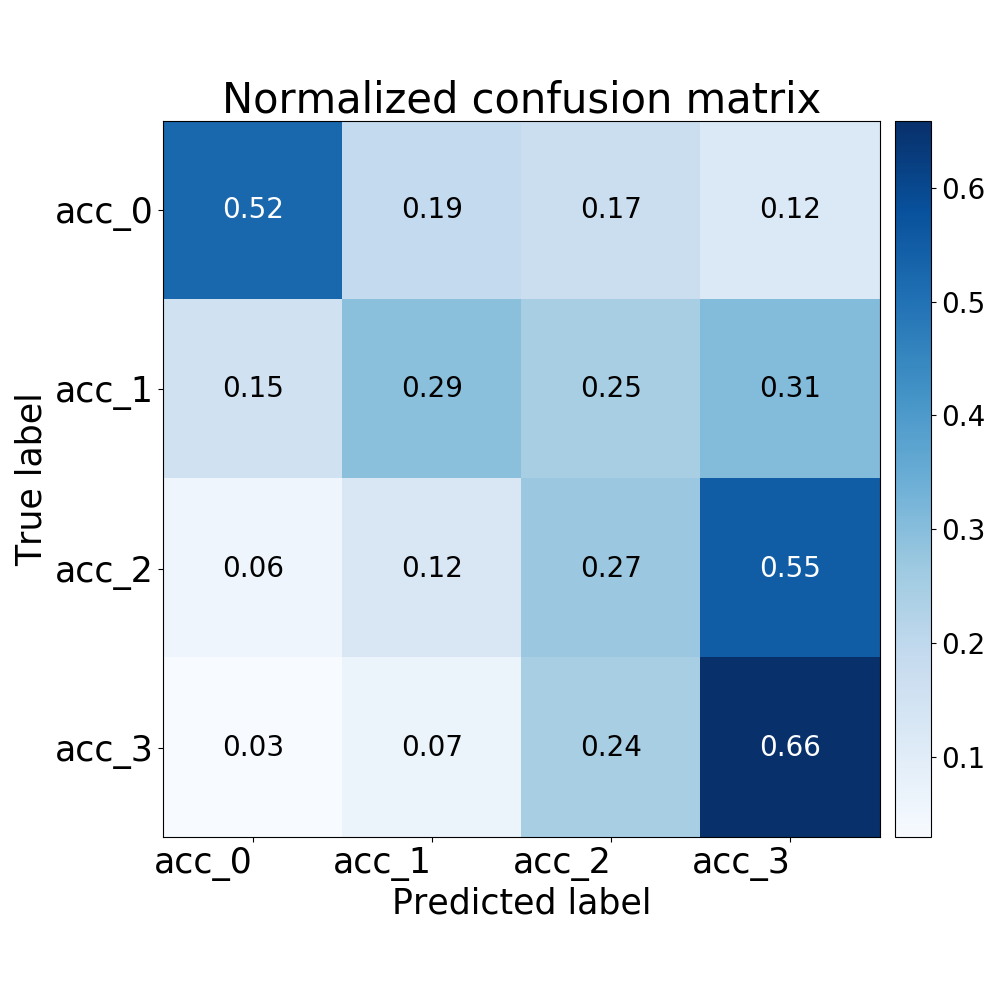 Normalized confusion matrix
acc_0 0.52 0.19 0.17 0.12
acc_1 0.15 0.29 0.25 0.31
acc_2 0.06 0.12 0.27 0.55
acc_3 0.03 0.07 0.24 0.66
acc_0 acc_1 acc_2 acc_3
Predicted label
True label
0.6
0.5
0.4
0.3
0.2
0.1